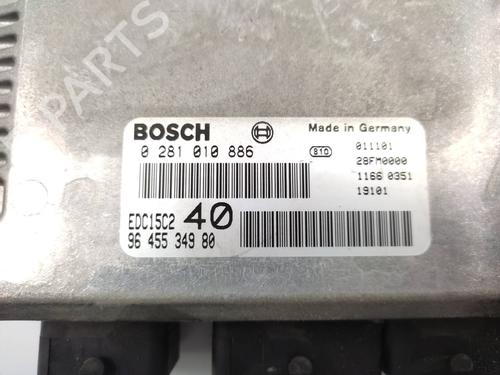 BOSCH
Made in Germany
0 281 010 886
810
011101
28FM0000
1166 0351
19101
EDC15C2 40
96 455 349 80
B-PARTS